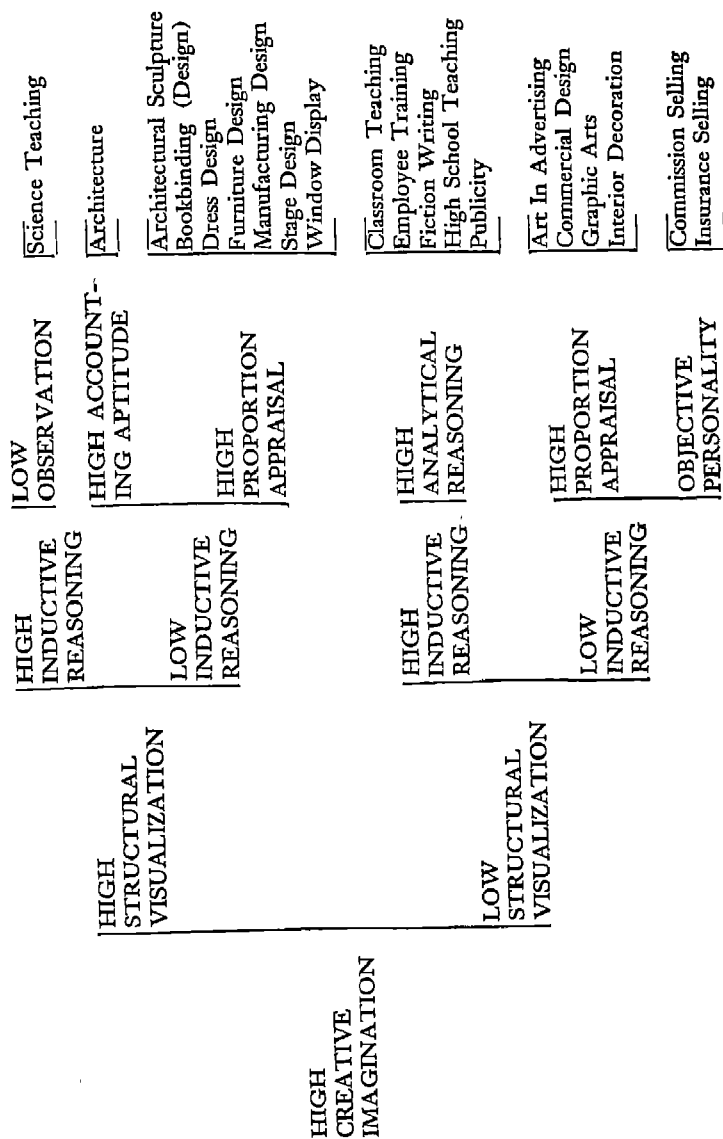 HIGH
CREATIVE
IMAGINATION
HIGH
STRUCTURAL
VISUALIZATION
HIGH
INDUCTIVE
REASONING
LOW
OBSERVATION
Science Teaching
LOW
INDUCTIVE
REASONING
HIGH ACCOUNT-
ING APTITUDE
Architecture
HIGH
PROPORTION
APPRAISAL
Architectural Sculpture
Bookbinding (Design)
Dress Design
Furniture Design
Manufacturing Design
Stage Design
Window Display
LOW
STRUCTURAL
VISUALIZATION
HIGH
INDUCTIVE
REASONING
HIGH
ANALYTICAL
REASONING
Classroom Teaching
Employee Training
Fiction Writing
High School Teaching
Publicity
LOW
INDUCTIVE
REASONING
HIGH
PROPORTION
APPRAISAL
Art In Advertising
Commercial Design
Graphic Arts
Interior Decoration
OBJECTIVE
PERSONALITY
Commission Selling
Insurance Selling